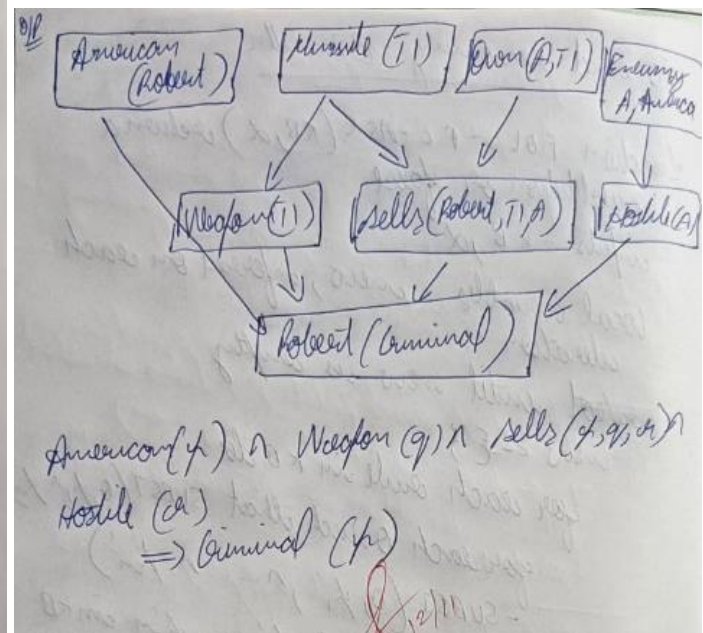 O/P
American (Robert)
Missile (T1)
Own (A, T1)
Enemy A, America
Weapon (T1)
Sells (Robert, T1, A)
Hostile (A)
Robert (Criminal)
American (p) ∧ Weapon (q) ∧ sells (p, q, r) ∧
Hostile (r)
⇒ Criminal (p)